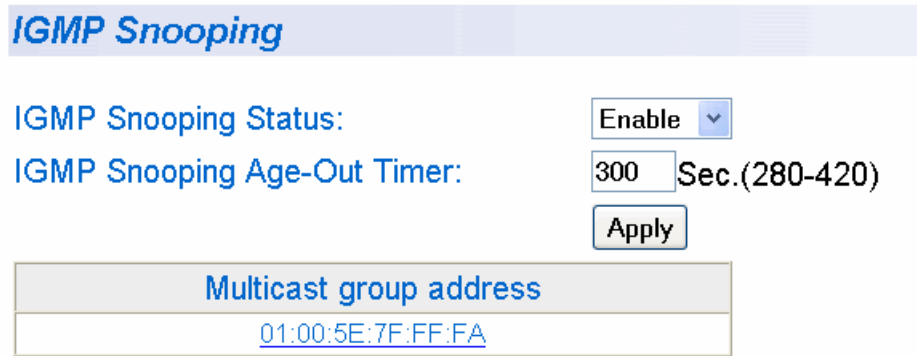 IGMP Snooping
IGMP Snooping Status: Enable
IGMP Snooping Age-Out Timer: 300 Sec.(280-420)
Apply
Multicast group address
01:00:5E:7F:FF:FA